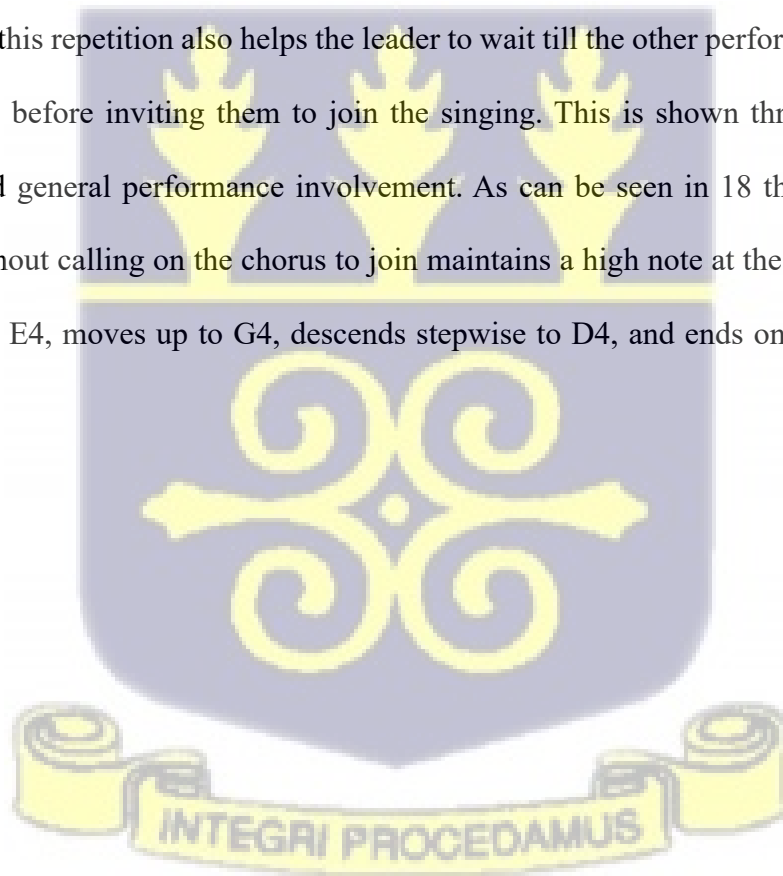 this repetition also helps the leader to wait till the other perfor
before inviting them to join the singing. This is shown thr
general performance involvement. As can be seen in 18 th
hout calling on the chorus to join maintains a high note at the
E4, moves up to G4, descends stepwise to D4, and ends on
INTEGRI PROCEDAMUS